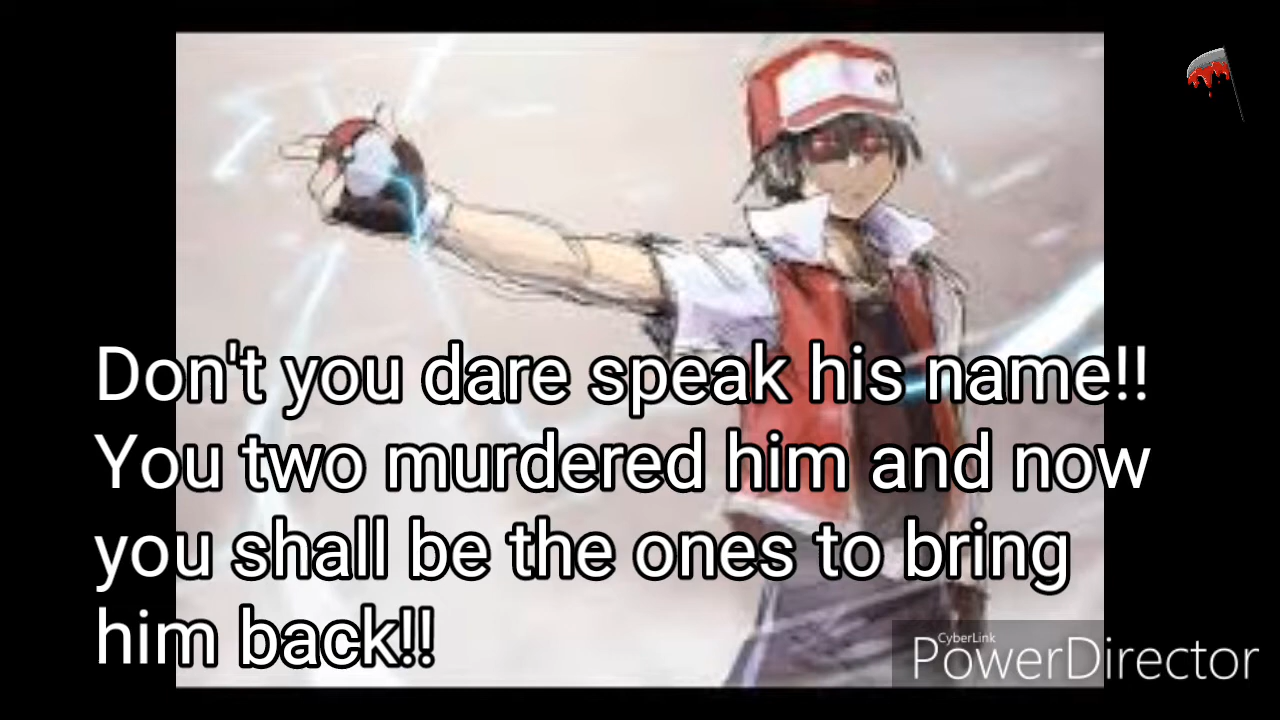 Don't you dare speak his name!!
You two murdered him and now
you shall be the ones to bring
him back!!
CyberLink
PowerDirector